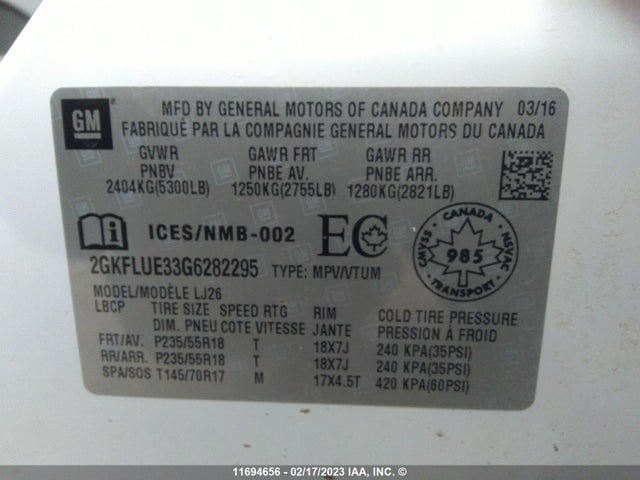 GM
MFD BY GENERAL MOTORS OF CANADA COMPANY 03/16
FABRIQUÉ PAR LA COMPAGNIE GENERAL MOTORS DU CANADA
GVWR GAWR FRT GAWR RR
PNBV PNBE AV. PNBE ARR.
2404KG(5300LB) 1250KG(2755LB) 1280KG(2821LB)
ICES/NMB-002 EC
CANADA
CMVSS 985 NSVAC
TRANSPORT
2GKFLUE33G6282295 TYPE: MPV/VTUM
MODEL/MODÈLE LJ26
LBCP TIRE SIZE SPEED RTG RIM COLD TIRE PRESSURE
DIM. PNEU COTE VITESSE JANTE PRESSION À FROID
FRT/AV. P235/55R18 T 18X7J 240 KPA(35PSI)
RR/ARR. P235/55R18 T 18X7J 240 KPA(35PSI)
SPA/SOS T145/70R17 M 17X4.5T 420 KPA(60PSI)
11694656 - 02/17/2023 IAA, INC. ©